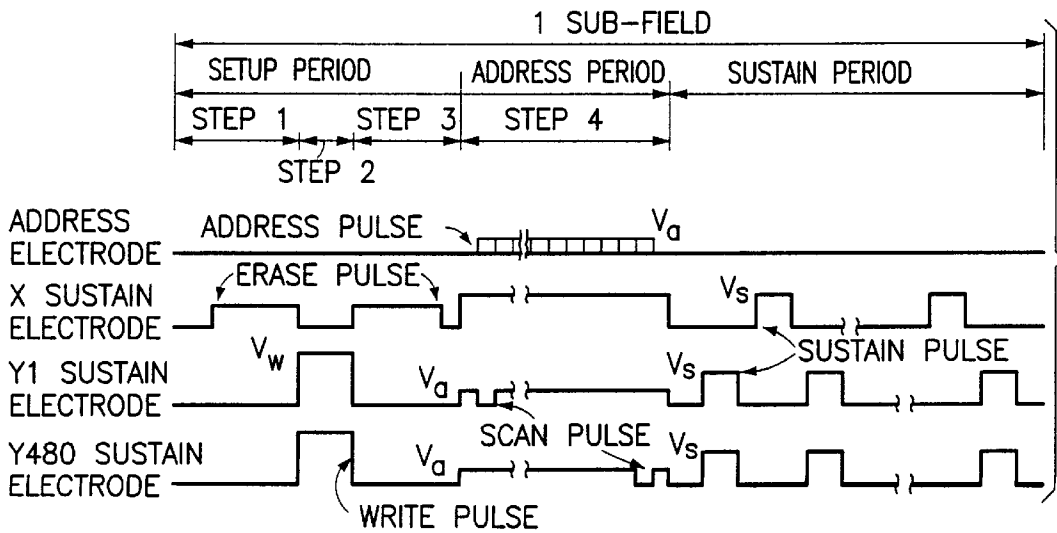 1 SUB-FIELD
SETUP PERIOD
ADDRESS PERIOD
SUSTAIN PERIOD
STEP 1
STEP 3
STEP 4
STEP 2
ADDRESS
ELECTRODE
ADDRESS PULSE
Va
ERASE PULSE
X SUSTAIN
ELECTRODE
Vs
SUSTAIN PULSE
Vw
Y1 SUSTAIN
ELECTRODE
Va
Vs
SCAN PULSE
Y480 SUSTAIN
ELECTRODE
Va
Vs
WRITE PULSE